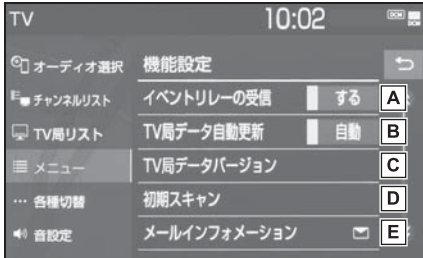 TV 10:02 DCM
オーディオ選択 機能設定
チャンネルリスト イベントリレーの受信 する A
TV局リスト TV局データ自動更新 自動 B
メニュー TV局データバージョン C
各種切替 初期スキャン D
音設定 メールインフォメーション E